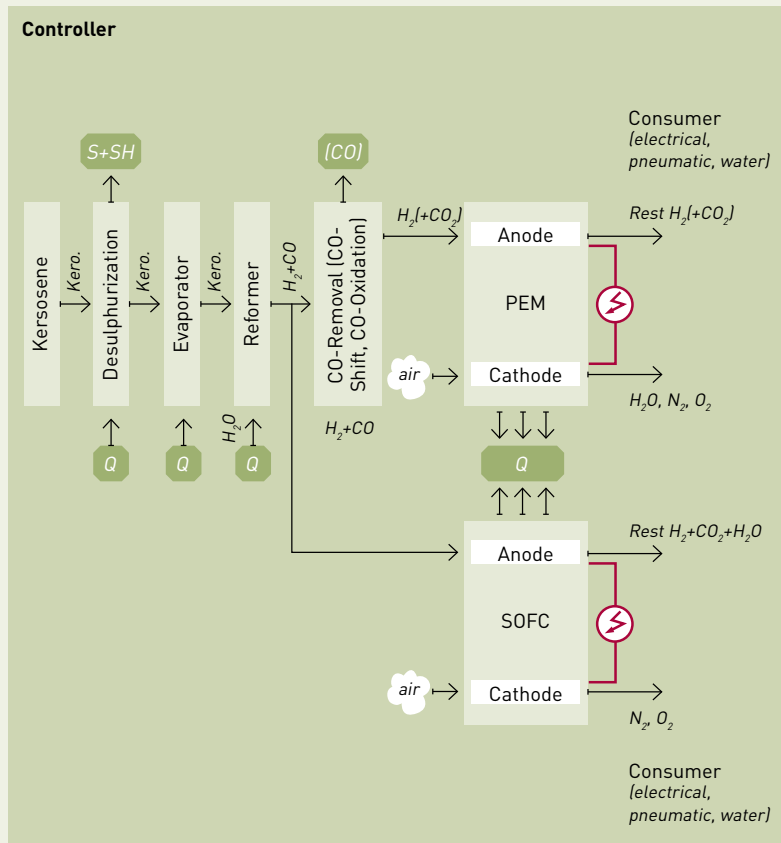 Controller
Consumer
(electrical,
pneumatic, water)
S+SH
(CO)
Kersosene
Kero.
Desulphurization
Kero.
Evaporator
Kero.
Reformer
H₂+CO
CO-Removal (CO-
Shift, CO-Oxidation)
H₂(+CO₂)
Anode
Rest H₂(+CO₂)
PEM
air
Cathode
H₂O, N₂, O₂
H₂O
H₂+CO
Q
Q
Q
Q
Anode
Rest H₂+CO₂+H₂O
SOFC
air
Cathode
N₂, O₂
Consumer
(electrical,
pneumatic, water)